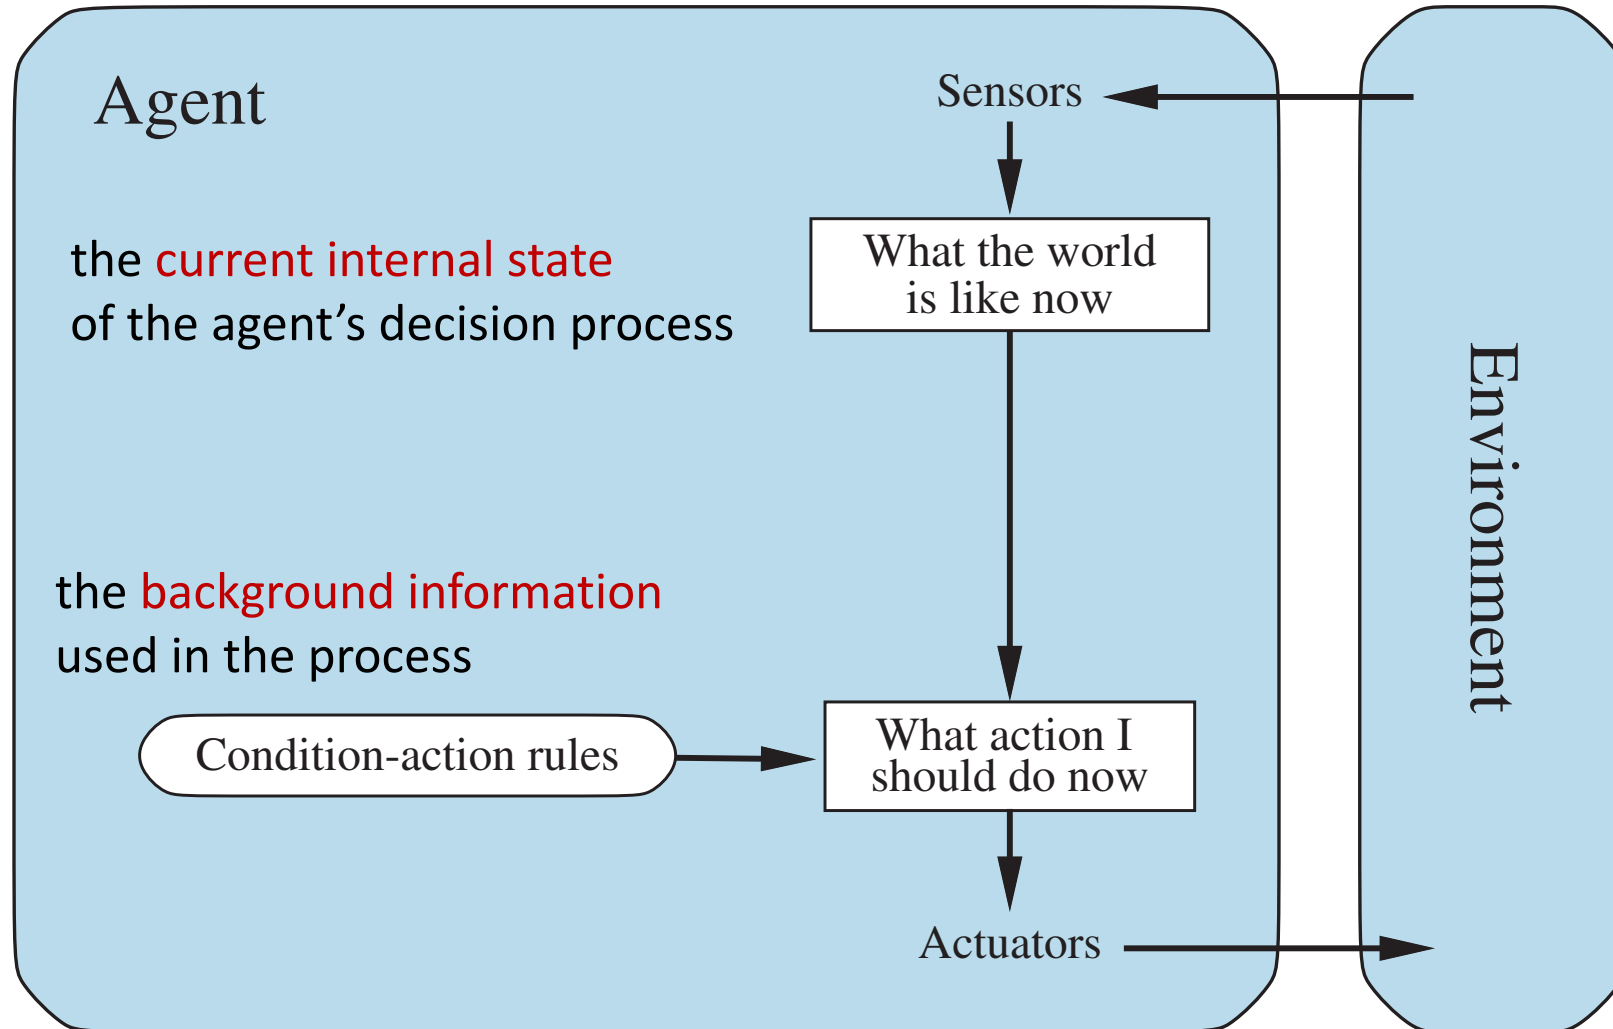 Agent
Sensors
What the world
is like now
the current internal state
of the agent’s decision process
Environment
the background information
used in the process
Condition-action rules
What action I
should do now
Actuators